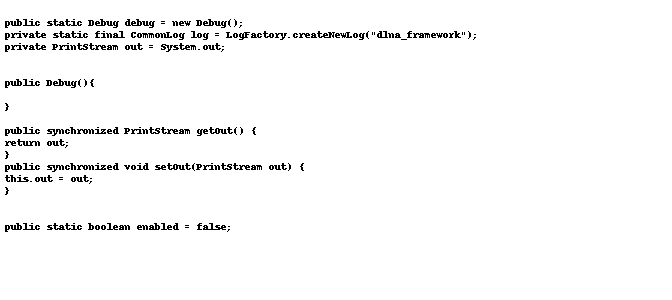 public static Debug debug = new Debug();
private static final CommonLog log = LogFactory.createNewLog("dlna_framework");
private PrintStream out = System.out;
public Debug(){
}
public synchronized PrintStream getOut() {
return out;
}
public synchronized void setOut(PrintStream out) {
this.out = out;
}
public static boolean enabled = false;